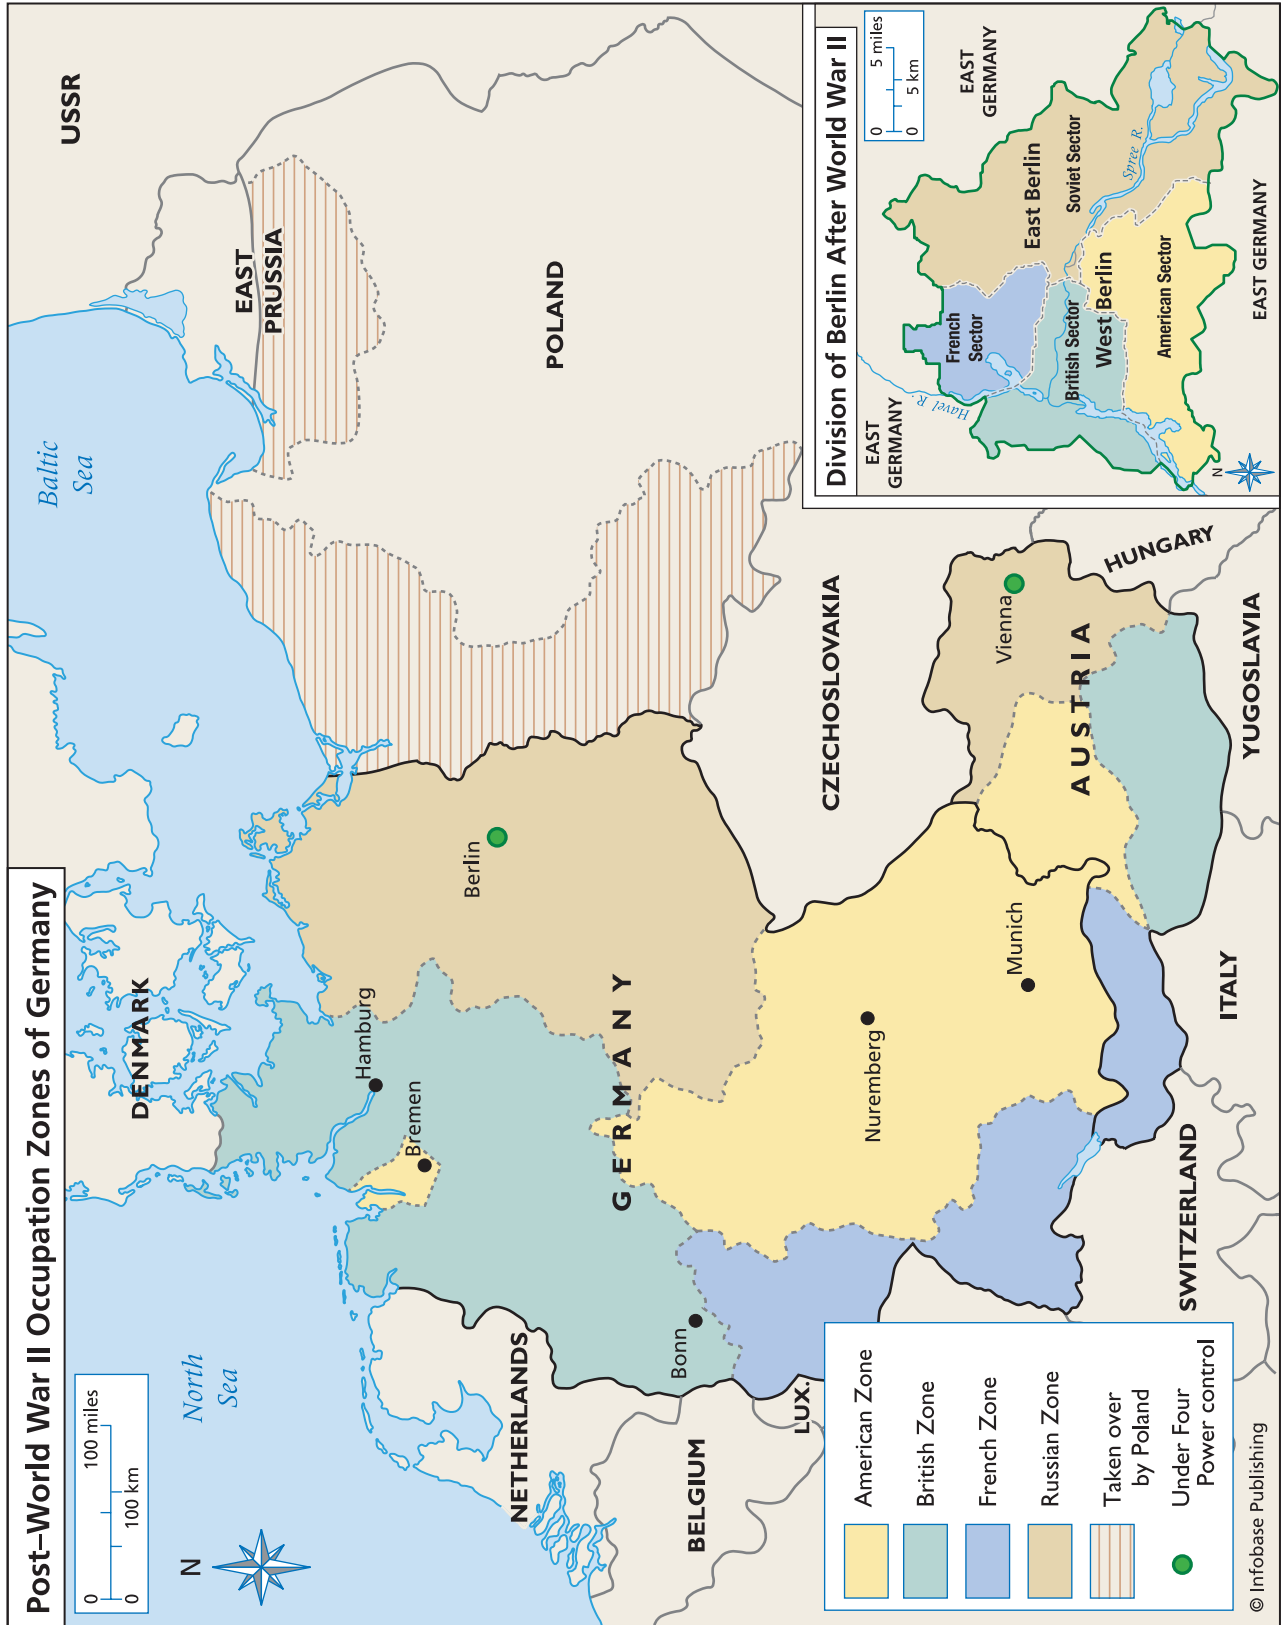 Post–World War II Occupation Zones of Germany
0 100 miles
0 100 km
N
North
Sea
Baltic
Sea
USSR
DENMARK
EAST
PRUSSIA
POLAND
Hamburg
Bremen
Berlin
NETHERLANDS
GERMANY
BELGIUM
Bonn
LUX.
Nuremberg
Munich
CZECHOSLOVAKIA
Vienna
AUSTRIA
HUNGARY
SWITZERLAND
ITALY
YUGOSLAVIA
American Zone
British Zone
French Zone
Russian Zone
Taken over
by Poland
Under Four
Power control
© Infobase Publishing
Division of Berlin After World War II
0 5 miles
0 5 km
EAST
GERMANY
EAST
GERMANY
Havel R.
French
Sector
East Berlin
Soviet Sector
Spree R.
British Sector
West Berlin
American Sector
EAST GERMANY
N